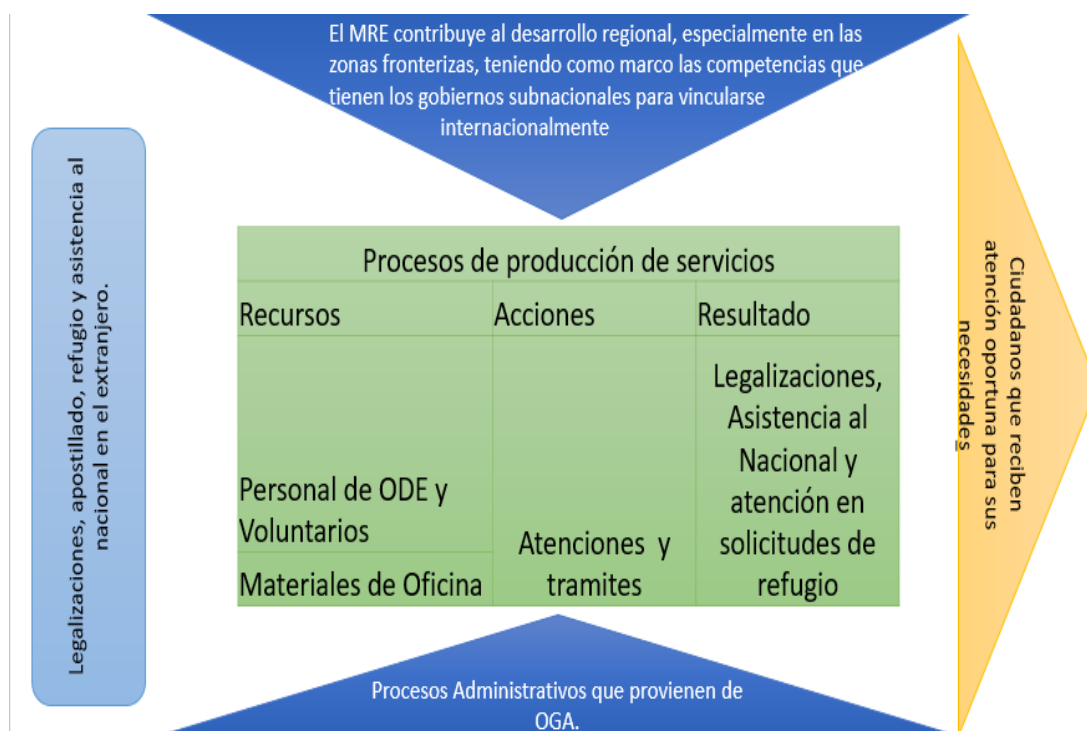 El MRE contribuye al desarrollo regional, especialmente en las
zonas fronterizas, teniendo como marco las competencias que
tienen los gobiernos subnacionales para vincularse
internacionalmente
Legalizaciones, apostillado, refugio y asistencia al
nacional en el extranjero.
Procesos de producción de servicios
Recursos
Acciones
Resultado
Personal de ODE y
Voluntarios
Materiales de Oficina
Atenciones y
tramites
Legalizaciones,
Asistencia al
Nacional y
atención en
solicitudes de
refugio
Ciudadanos que reciben
atención oportuna para sus
necesidades
Procesos Administrativos que provienen de
OGA.